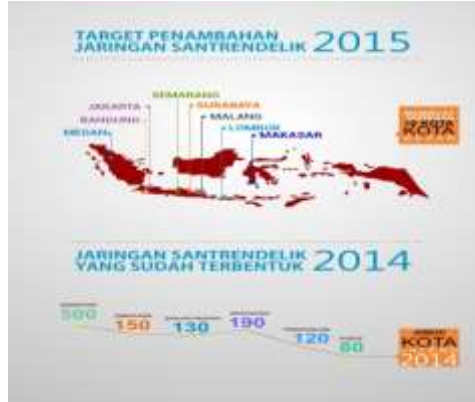 TARGET PENAMBAHAN
JARINGAN SANTRENDELIK 2015
SEMARANG
JAKARTA
SURABAYA
BANDUNG
MALANG
MEDAN
LOMBOK
MAKASAR
KOTA
JARINGAN SANTRENDELIK
YANG SUDAH TERBENTUK 2014
500
150
130
190
120
80
KOTA
2014